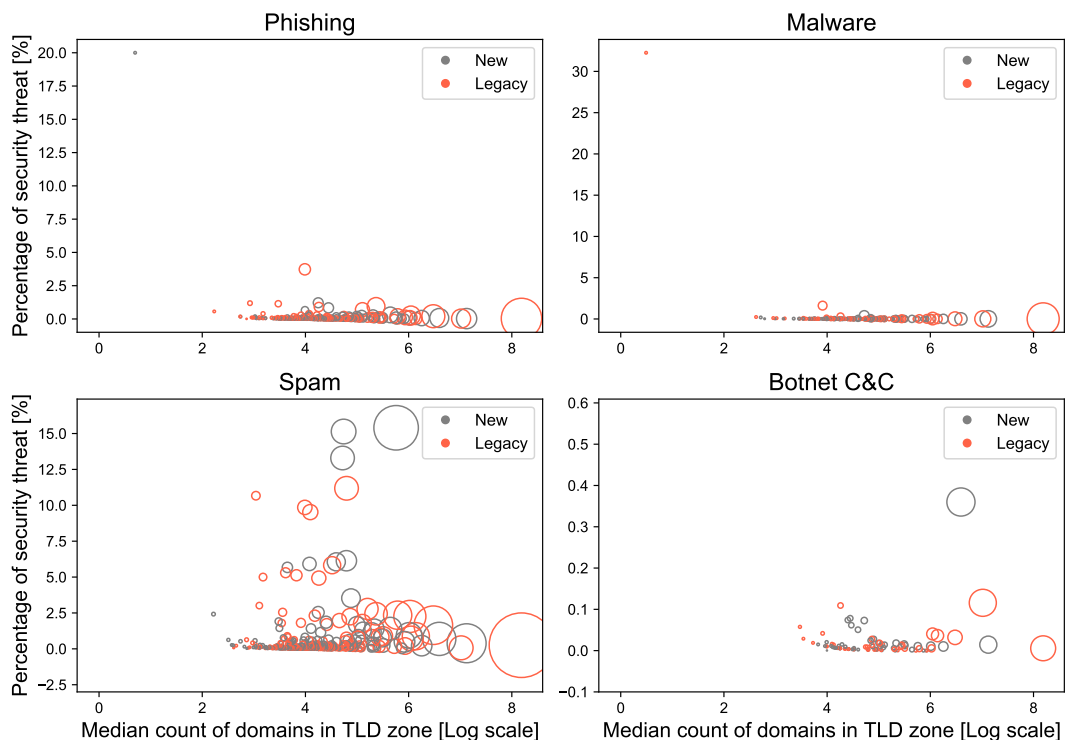 Phishing
Percentage of security threat [%]
20.0
17.5
15.0
12.5
10.0
7.5
5.0
2.5
0.0
0 2 4 6 8
New
Legacy
Malware
30
25
20
15
10
5
0
0 2 4 6 8
New
Legacy
Spam
Percentage of security threat [%]
15.0
12.5
10.0
7.5
5.0
2.5
0.0
−2.5
0 2 4 6 8
Median count of domains in TLD zone [Log scale]
New
Legacy
Botnet C&C
0.6
0.5
0.4
0.3
0.2
0.1
0.0
−0.1
0 2 4 6 8
Median count of domains in TLD zone [Log scale]
New
Legacy